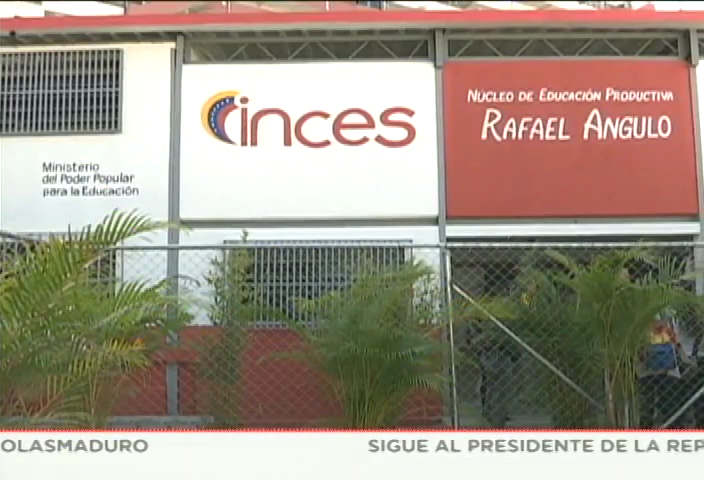 inces
NÚCLEO DE EDUCACIÓN PRODUCTIVA
RAFAEL ANGULO
Ministerio
del Poder Popular
para la Educación
OLASMADURO SIGUE AL PRESIDENTE DE LA REP